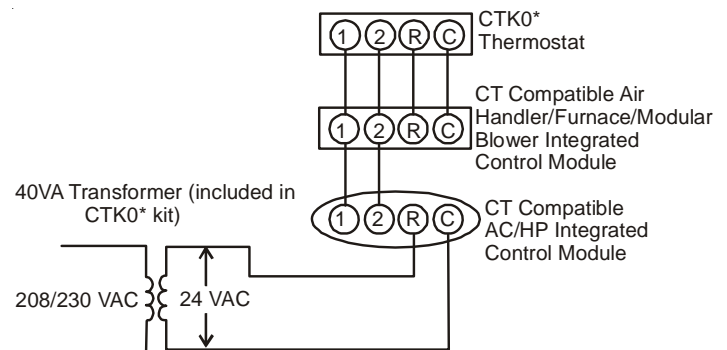 CTK0*
Thermostat
1 2 R C
CT Compatible Air
Handler/Furnace/Modular
Blower Integrated
Control Module
1 2 R C
40VA Transformer (included in
CTK0* kit)
CT Compatible
AC/HP Integrated
Control Module
1 2 R C
208/230 VAC
24 VAC